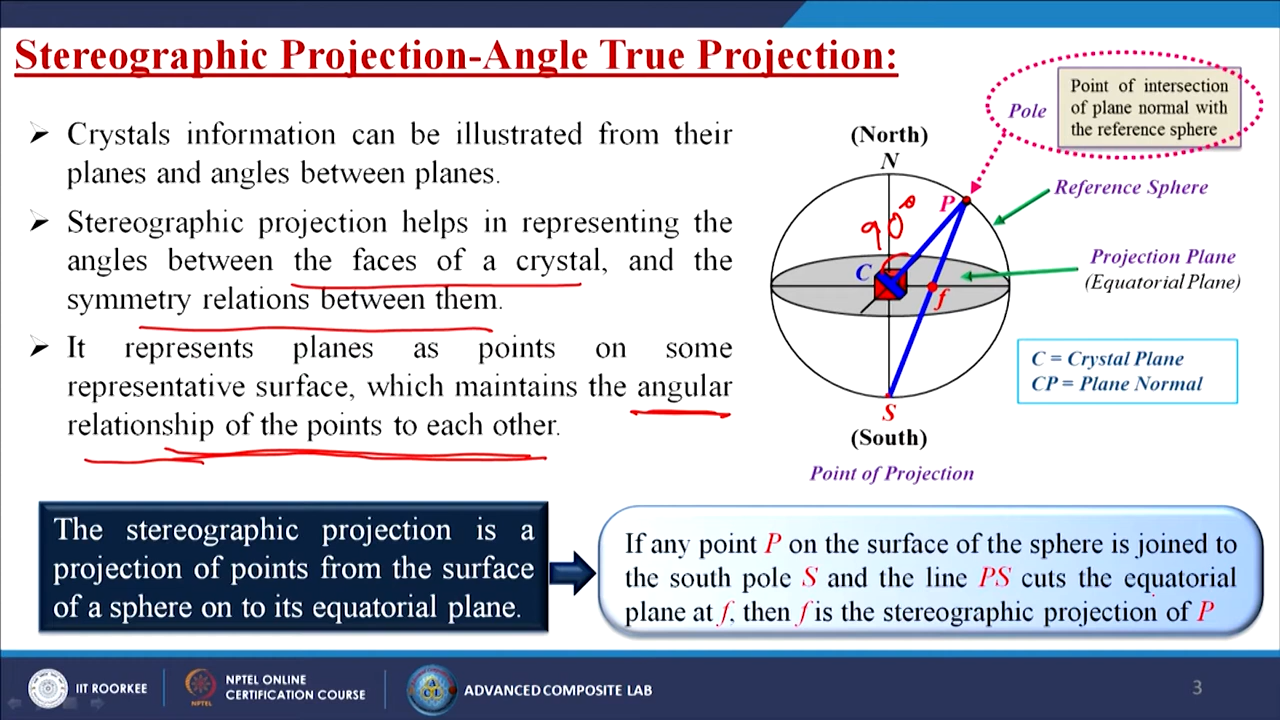 Stereographic Projection-Angle True Projection:
➢ Crystals information can be illustrated from their
planes and angles between planes.
➢ Stereographic projection helps in representing the
angles between the faces of a crystal, and the
symmetry relations between them.
➢ It represents planes as points on some
representative surface, which maintains the angular
relationship of the points to each other.
Pole
Point of intersection
of plane normal with
the reference sphere
(North)
N
P
Reference Sphere
90°
C
Projection Plane
(Equatorial Plane)
f
C = Crystal Plane
CP = Plane Normal
S
(South)
Point of Projection
The stereographic projection is a
projection of points from the surface
of a sphere on to its equatorial plane.
If any point P on the surface of the sphere is joined to
the south pole S and the line PS cuts the equatorial
plane at f, then f is the stereographic projection of P
IIT ROORKEE
NPTEL
NPTEL ONLINE
CERTIFICATION COURSE
ACL
ADVANCED COMPOSITE LAB
3